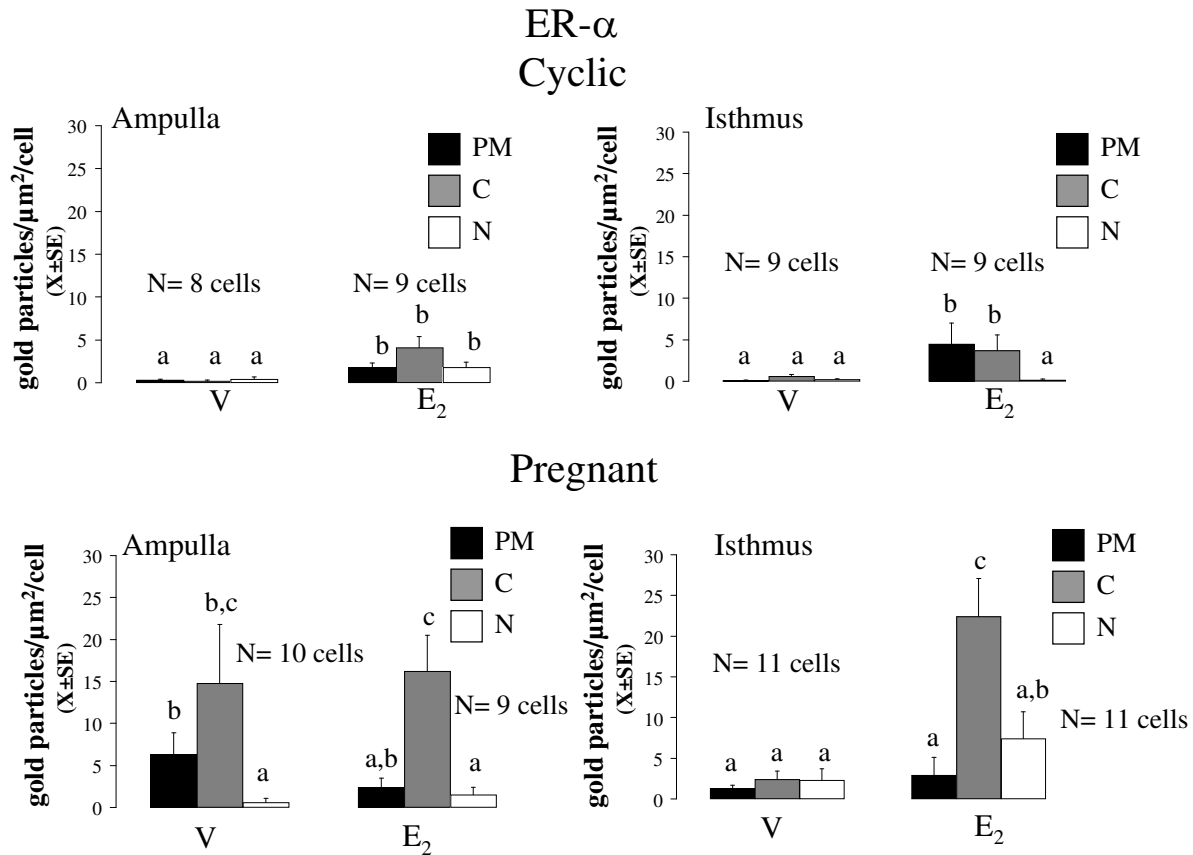 ER-α
Cyclic
Ampulla
gold particles/µm²/cell
(X±SE)
30
25
20
15
10
5
0
PM
C
N
N= 8 cells
N= 9 cells
a
a
a
b
b
b
V
E₂
Isthmus
gold particles/µm²/cell
(X±SE)
30
25
20
15
10
5
0
PM
C
N
N= 9 cells
N= 9 cells
a
a
a
b
b
a
V
E₂
Pregnant
Ampulla
gold particles/µm²/cell
(X±SE)
30
25
20
15
10
5
0
PM
C
N
b
b,c
a
N= 10 cells
a,b
c
a
N= 9 cells
V
E₂
Isthmus
gold particles/µm²/cell
(X±SE)
30
25
20
15
10
5
0
PM
C
N
N= 11 cells
a
a
a
a
c
a,b
N= 11 cells
V
E₂